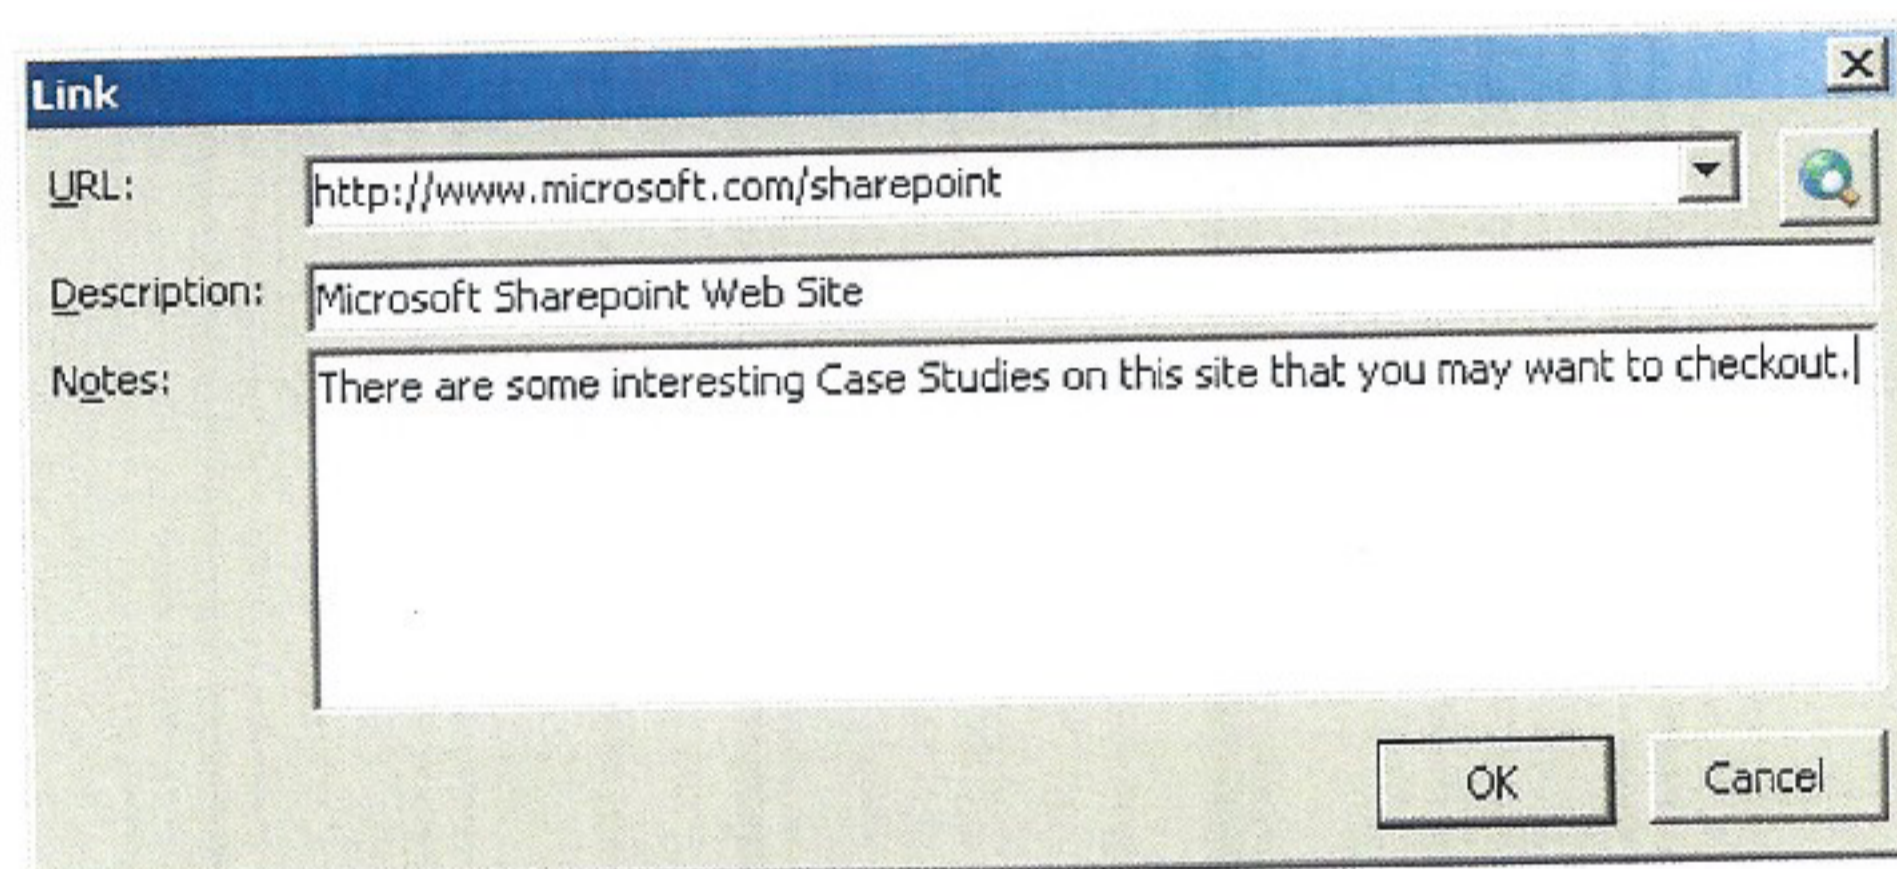 Link
URL:
http://www.microsoft.com/sharepoint
Description:
Microsoft Sharepoint Web Site
Notes:
There are some interesting Case Studies on this site that you may want to checkout.
OK
Cancel